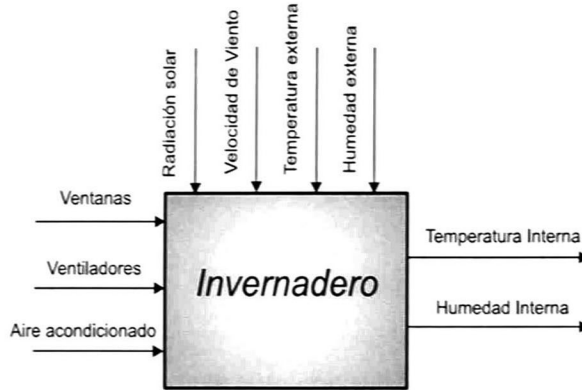 Radiación solar
Velocidad de Viento
Temperatura externa
Humedad externa
Ventanas
Ventiladores
Aire acondicionado
Invernadero
Temperatura Interna
Humedad Interna